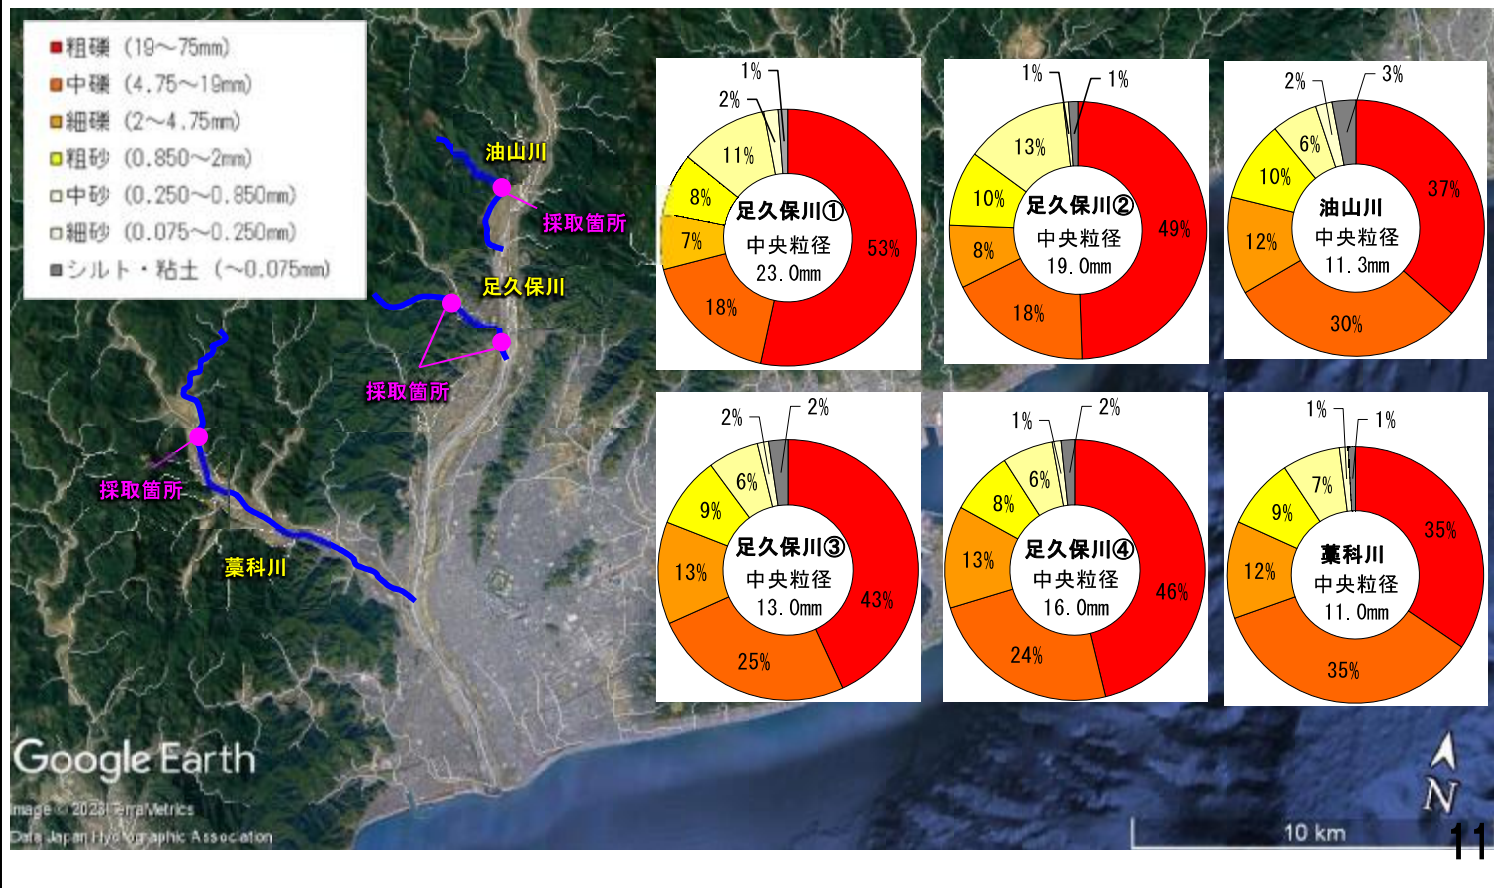 ■粗礫 (19～75mm)
■中礫 (4.75～19mm)
■細礫 (2～4.75mm)
■粗砂 (0.850～2mm)
□中砂 (0.250～0.850mm)
□細砂 (0.075～0.250mm)
■シルト・粘土 (～0.075mm)
油山川
採取箇所
足久保川
採取箇所
採取箇所
藁科川
1%
2%
11%
8%
7%
18%
53%
足久保川①
中央粒径
23.0mm
1%
1%
13%
10%
8%
18%
49%
足久保川②
中央粒径
19.0mm
2%
3%
6%
10%
12%
30%
37%
油山川
中央粒径
11.3mm
2%
2%
6%
9%
13%
25%
43%
足久保川③
中央粒径
13.0mm
1%
2%
6%
8%
13%
24%
46%
足久保川④
中央粒径
16.0mm
1%
1%
7%
9%
12%
35%
35%
藁科川
中央粒径
11.0mm
Google Earth
Image © 2023 TerraMetrics
Data Japan Hydrographic Association
N
10 km
11